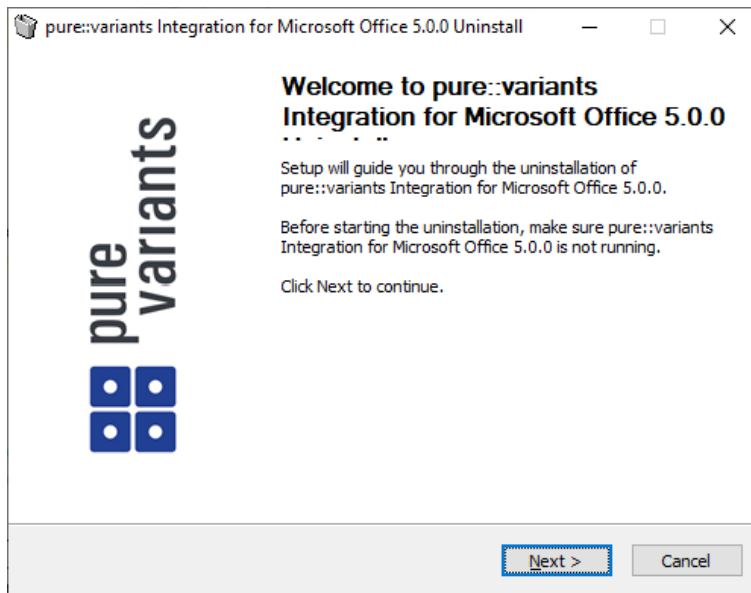 pure::variants Integration for Microsoft Office 5.0.0 Uninstall
Welcome to pure::variants
Integration for Microsoft Office 5.0.0
Setup will guide you through the uninstallation of
pure::variants Integration for Microsoft Office 5.0.0.
Before starting the uninstallation, make sure pure::variants
Integration for Microsoft Office 5.0.0 is not running.
Click Next to continue.
pure
variants
Next >
Cancel